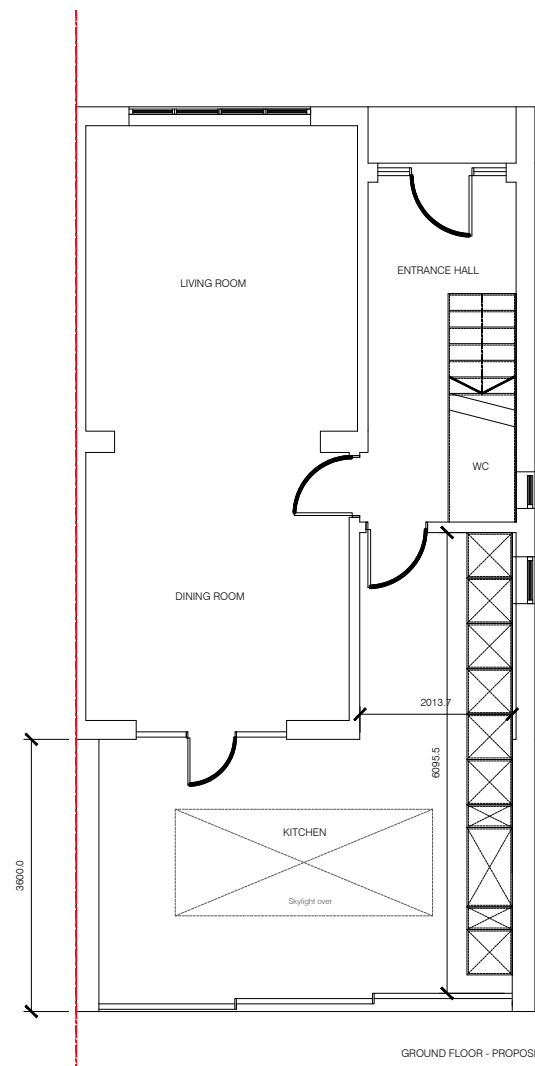 LIVING ROOM
ENTRANCE HALL
WC
DINING ROOM
2013.7
6095.5
3600.0
KITCHEN
Skylight over
GROUND FLOOR - PROPOS